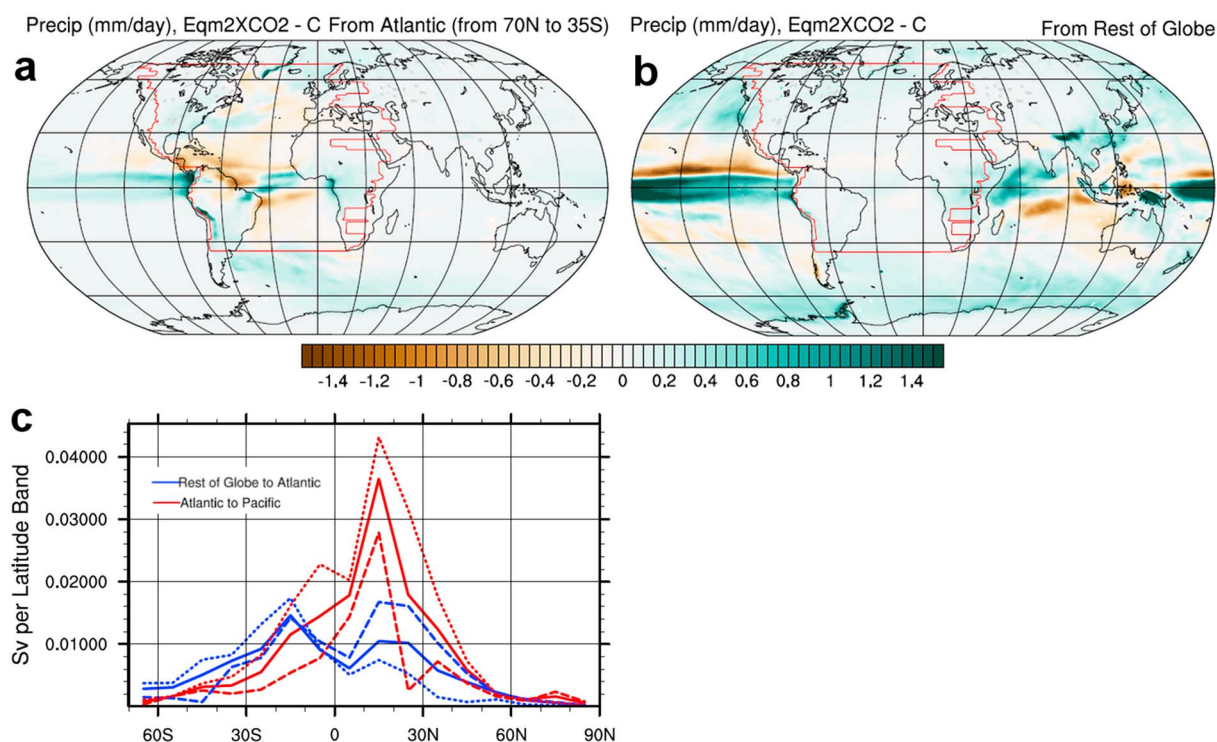 Precip (mm/day), Eqm2XCO2 - C From Atlantic (from 70N to 35S)
Precip (mm/day), Eqm2XCO2 - C From Rest of Globe
a
b
-1.4 -1.2 -1 -0.8 -0.6 -0.4 -0.2 0 0.2 0.4 0.6 0.8 1 1.2 1.4
c
Sv per Latitude Band
0.04000
0.03000
0.02000
0.01000
Rest of Globe to Atlantic
Atlantic to Pacific
60S 30S 0 30N 60N 90N